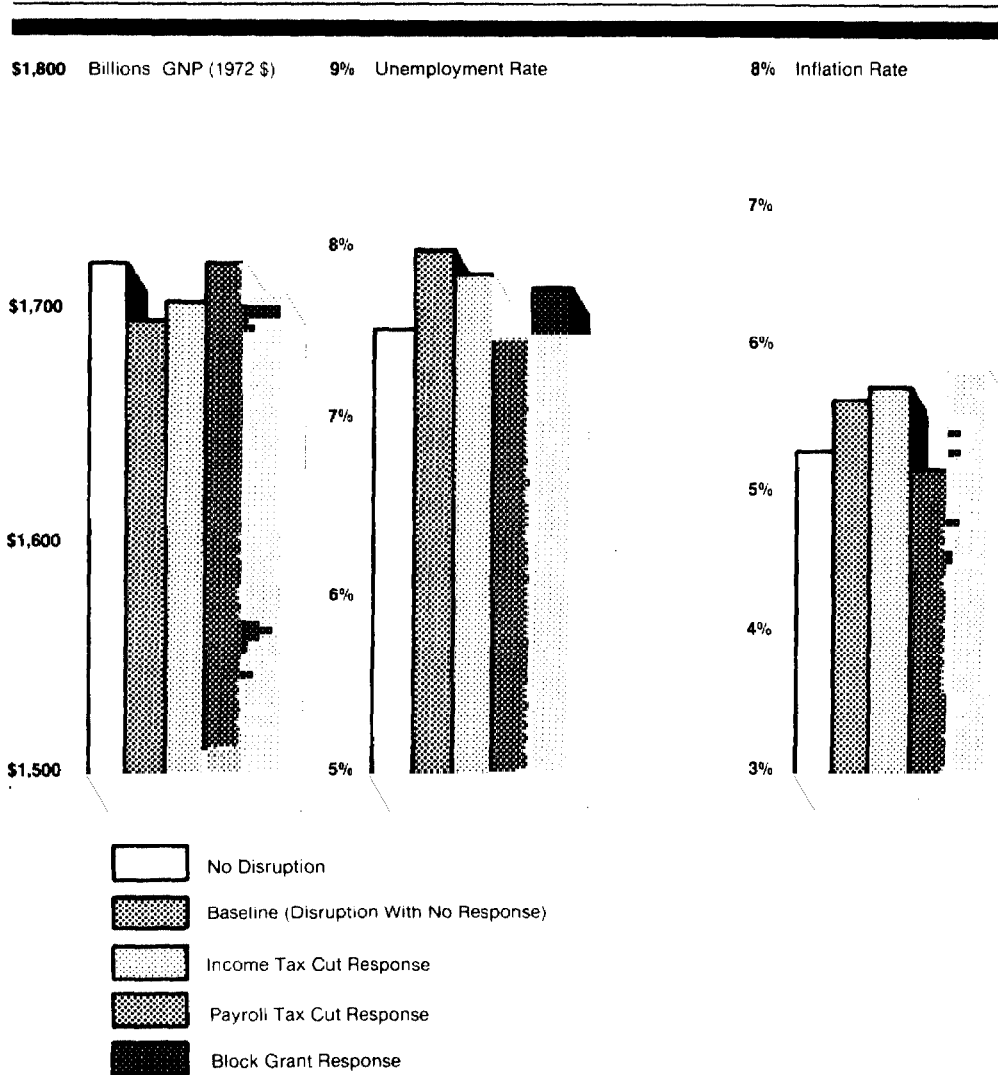 $1,800 Billions GNP (1972 $) 9% Unemployment Rate 8% Inflation Rate
7%
8%
$1,700
6%
7%
5%
$1,600
6%
4%
$1,500 5% 3%
No Disruption
Baseline (Disruption With No Response)
Income Tax Cut Response
Payroll Tax Cut Response
Block Grant Response